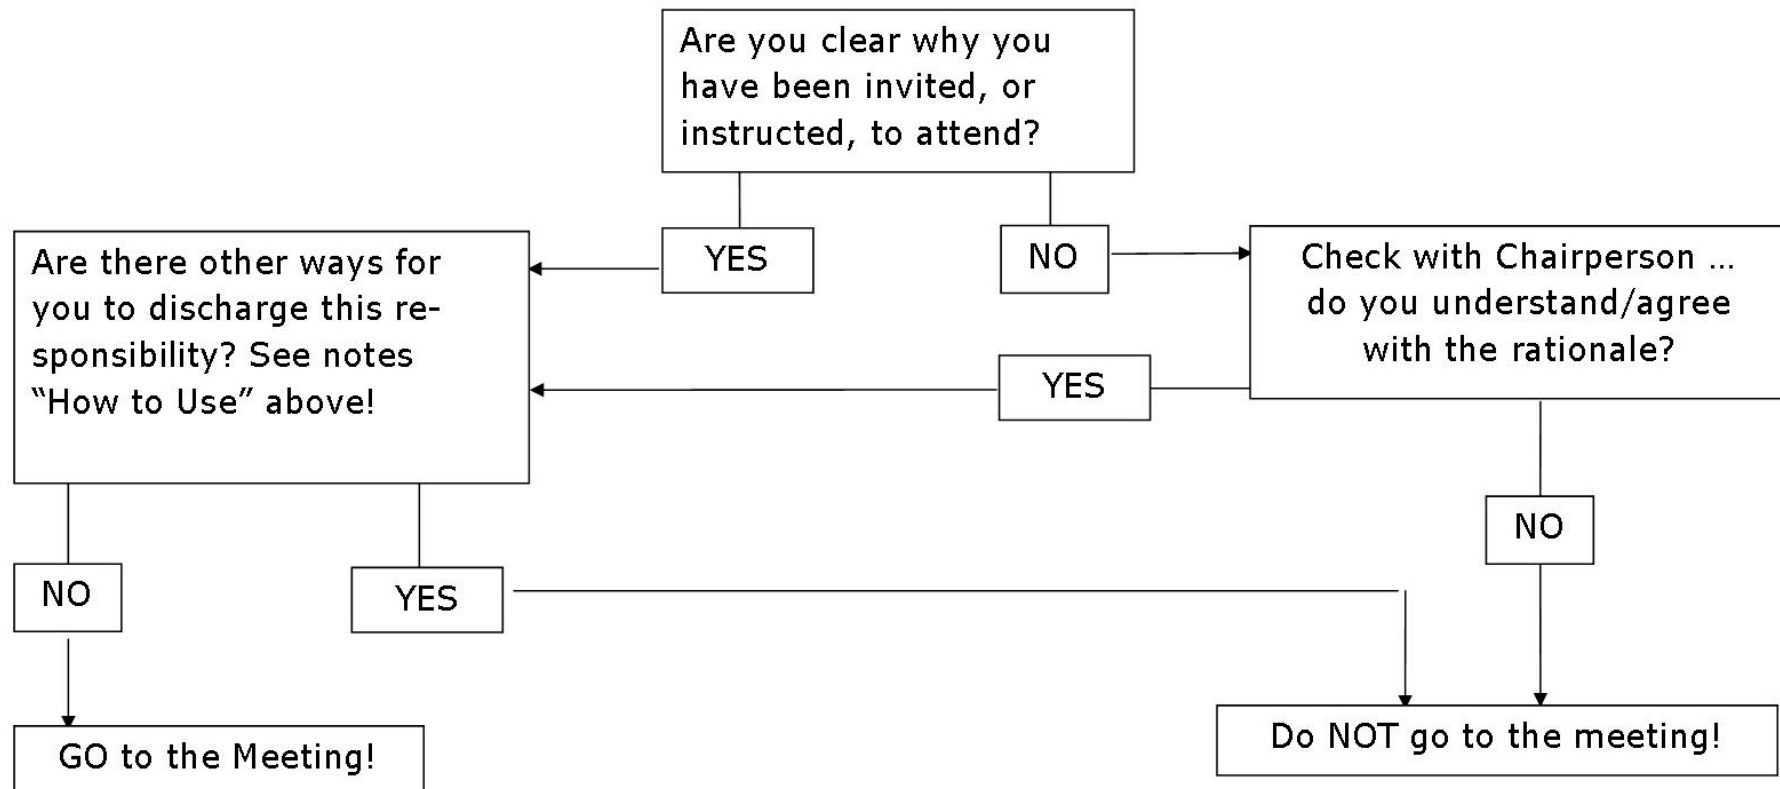 Are you clear why you
have been invited, or
instructed, to attend?
YES
NO
Are there other ways for
you to discharge this re-
sponsibility? See notes
“How to Use” above!
Check with Chairperson ...
do you understand/agree
with the rationale?
YES
NO
NO
YES
GO to the Meeting!
Do NOT go to the meeting!